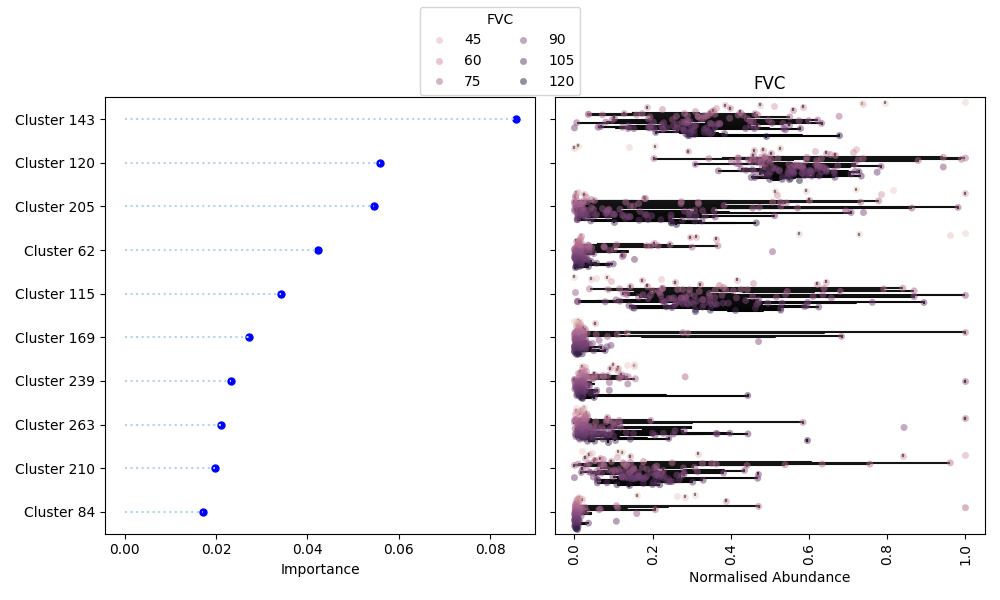 FVC
45 90
60 105
75 120
FVC
Cluster 143
Cluster 120
Cluster 205
Cluster 62
Cluster 115
Cluster 169
Cluster 239
Cluster 263
Cluster 210
Cluster 84
0.00 0.02 0.04 0.06 0.08
Importance
0.0 0.2 0.4 0.6 0.8 1.0
Normalised Abundance